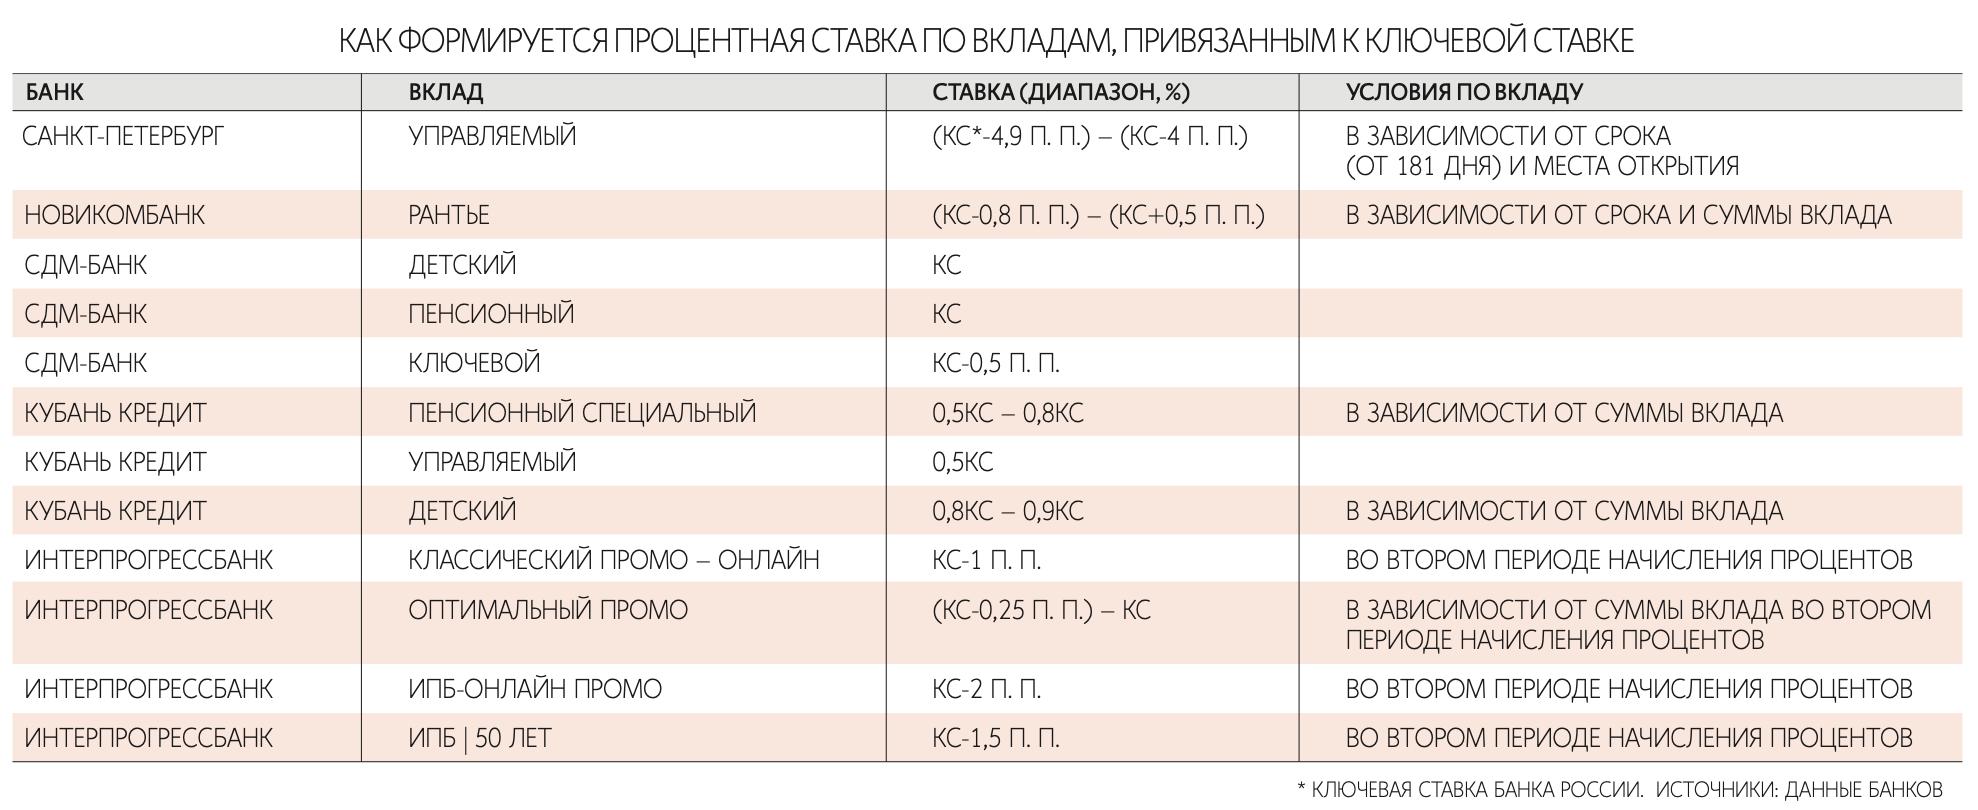 КАК ФОРМИРУЕТСЯ ПРОЦЕНТНАЯ СТАВКА ПО ВКЛАДАМ, ПРИВЯЗАННЫМ К КЛЮЧЕВОЙ СТАВКЕ
БАНК ВКЛАД СТАВКА (ДИАПАЗОН, %) УСЛОВИЯ ПО ВКЛАДУ
САНКТ-ПЕТЕРБУРГ УПРАВЛЯЕМЫЙ (КС*-4,9 П. П.) – (КС-4 П. П.) В ЗАВИСИМОСТИ ОТ СРОКА
(ОТ 181 ДНЯ) И МЕСТА ОТКРЫТИЯ
НОВИКОМБАНК РАНТЬЕ (КС-0,8 П. П.) – (КС+0,5 П. П.) В ЗАВИСИМОСТИ ОТ СРОКА И СУММЫ ВКЛАДА
СДМ-БАНК ДЕТСКИЙ КС
СДМ-БАНК ПЕНСИОННЫЙ КС
СДМ-БАНК КЛЮЧЕВОЙ КС-0,5 П. П.
КУБАНЬ КРЕДИТ ПЕНСИОННЫЙ СПЕЦИАЛЬНЫЙ 0,5КС – 0,8КС В ЗАВИСИМОСТИ ОТ СУММЫ ВКЛАДА
КУБАНЬ КРЕДИТ УПРАВЛЯЕМЫЙ 0,5КС
КУБАНЬ КРЕДИТ ДЕТСКИЙ 0,8КС – 0,9КС В ЗАВИСИМОСТИ ОТ СУММЫ ВКЛАДА
ИНТЕРПРОГРЕССБАНК КЛАССИЧЕСКИЙ ПРОМО – ОНЛАЙН КС-1 П. П. ВО ВТОРОМ ПЕРИОДЕ НАЧИСЛЕНИЯ ПРОЦЕНТОВ
ИНТЕРПРОГРЕССБАНК ОПТИМАЛЬНЫЙ ПРОМО (КС-0,25 П. П.) – КС В ЗАВИСИМОСТИ ОТ СУММЫ ВКЛАДА ВО ВТОРОМ
ПЕРИОДЕ НАЧИСЛЕНИЯ ПРОЦЕНТОВ
ИНТЕРПРОГРЕССБАНК ИПБ-ОНЛАЙН ПРОМО КС-2 П. П. ВО ВТОРОМ ПЕРИОДЕ НАЧИСЛЕНИЯ ПРОЦЕНТОВ
ИНТЕРПРОГРЕССБАНК ИПБ | 50 ЛЕТ КС-1,5 П. П. ВО ВТОРОМ ПЕРИОДЕ НАЧИСЛЕНИЯ ПРОЦЕНТОВ
* КЛЮЧЕВАЯ СТАВКА БАНКА РОССИИ. ИСТОЧНИКИ: ДАННЫЕ БАНКОВ